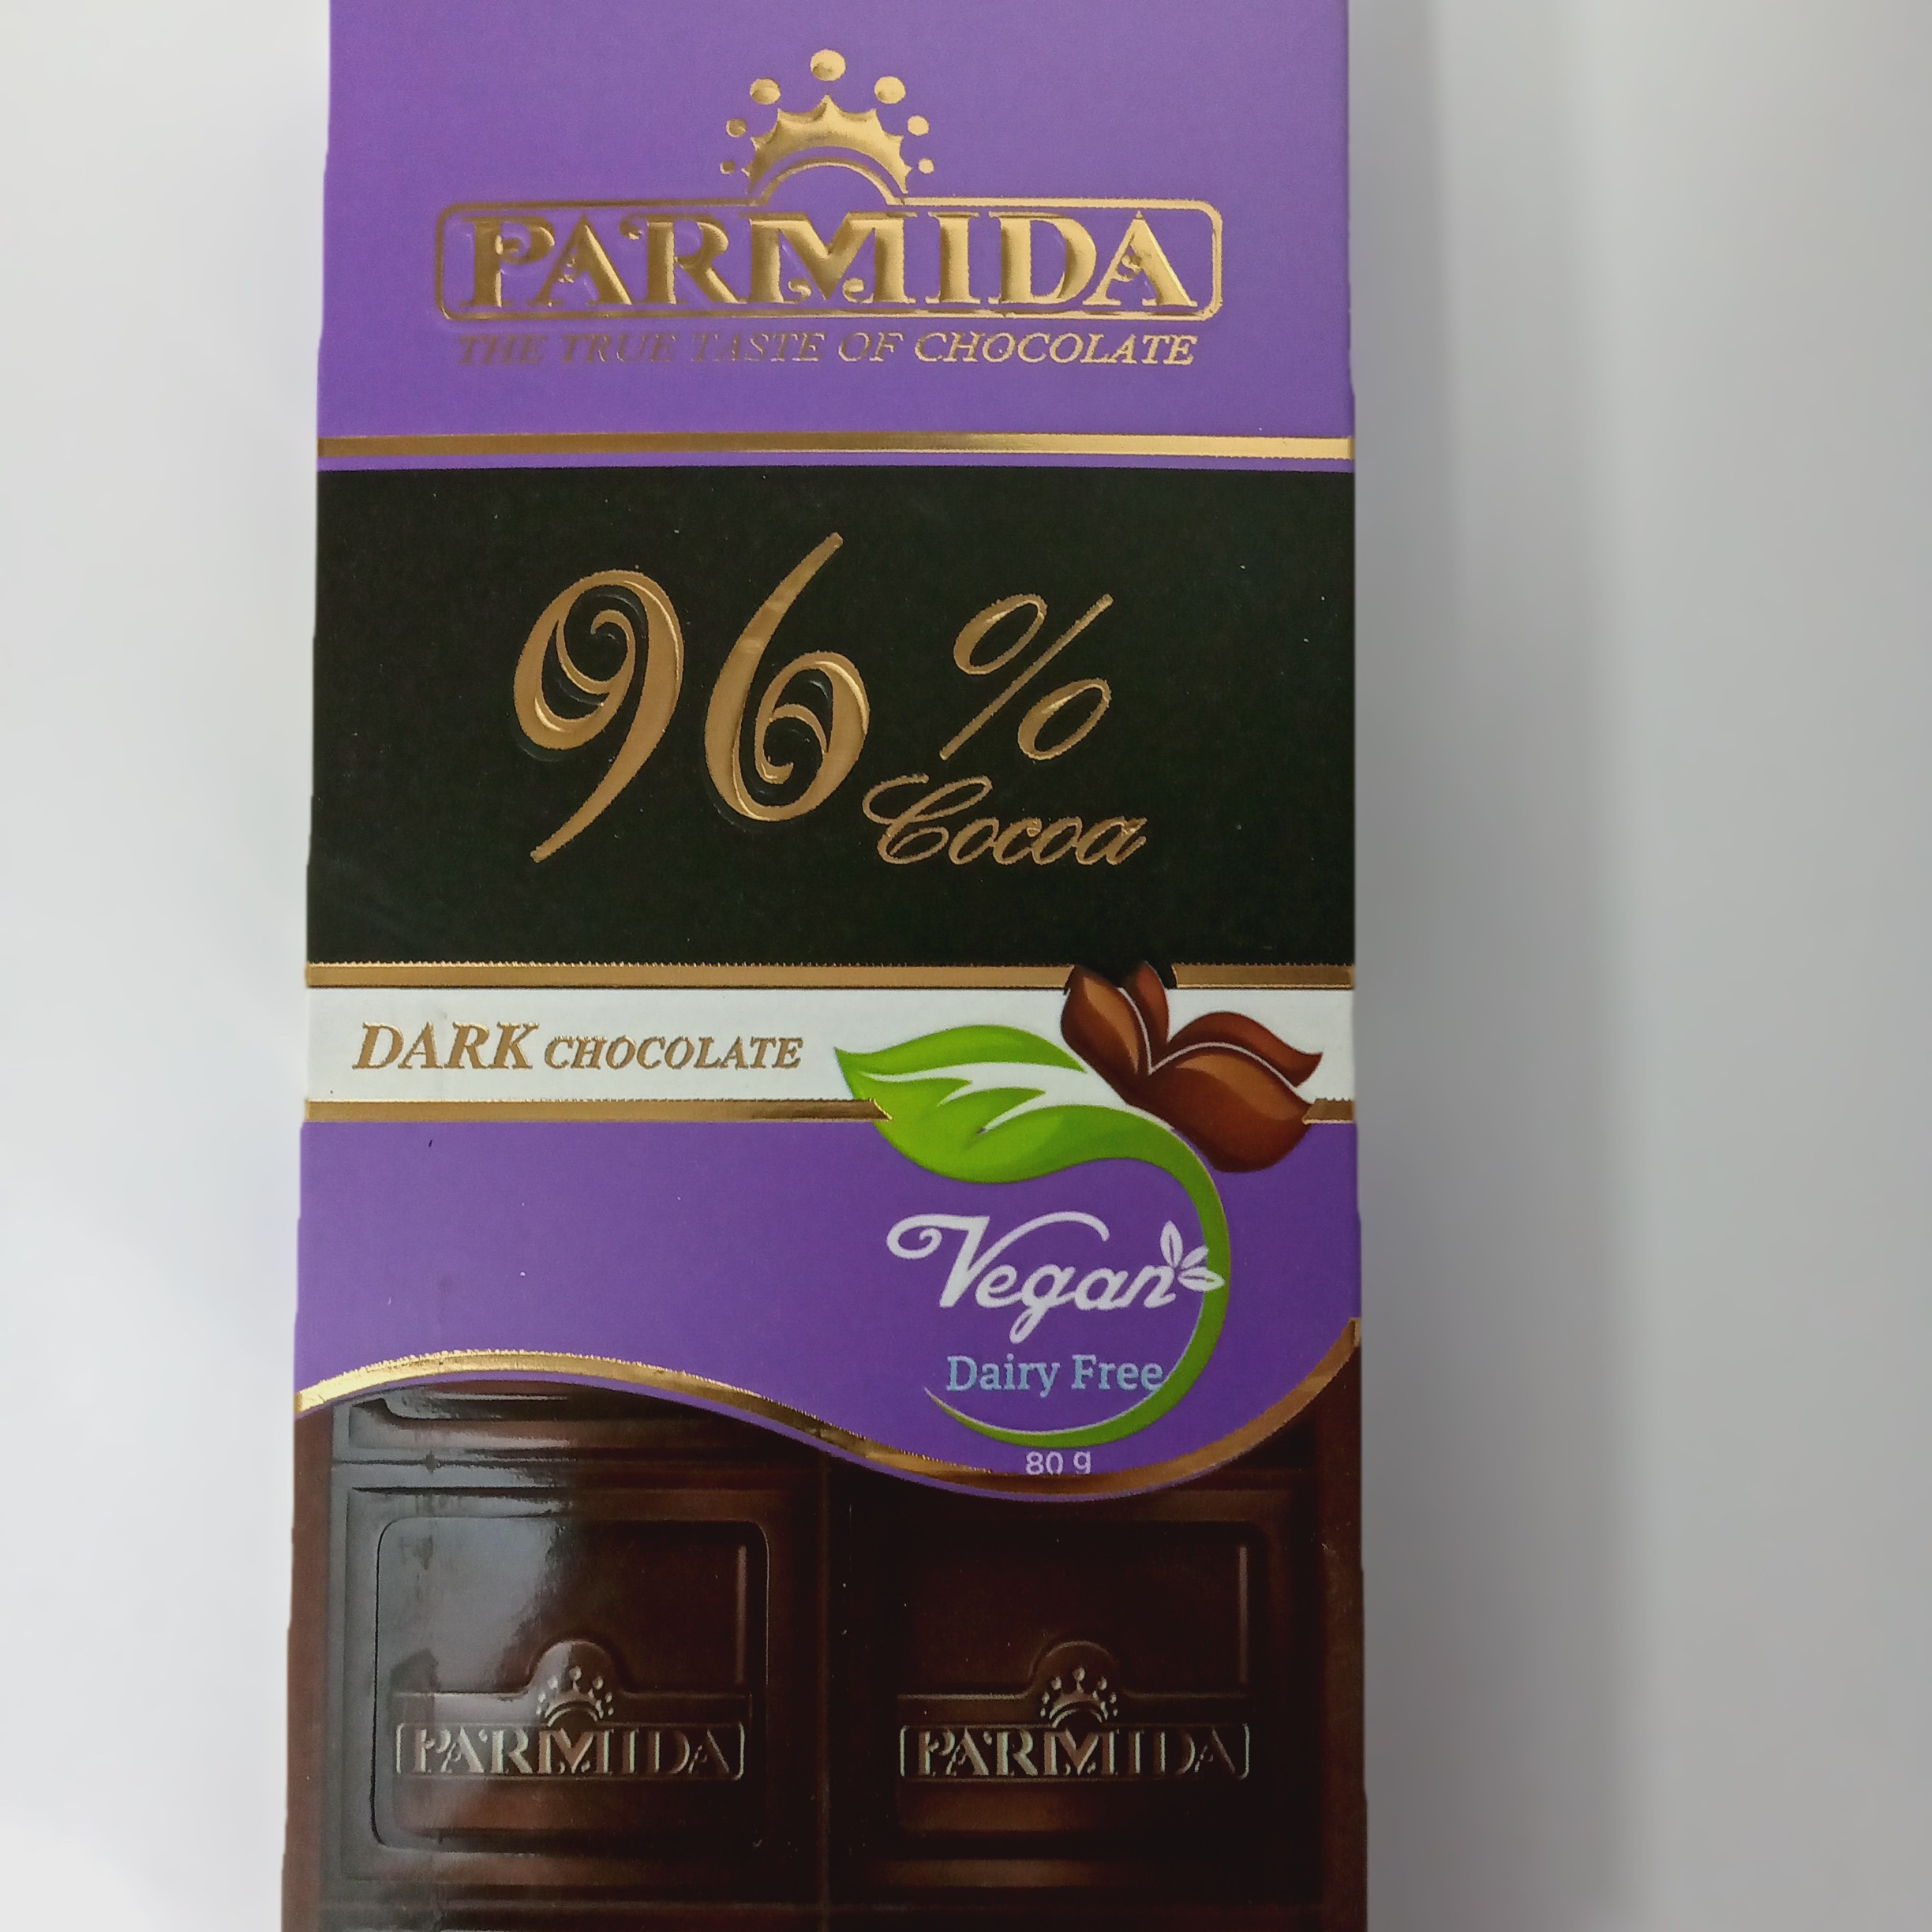 PARMIDA
THE TRUE TASTE OF CHOCOLATE
96%
Cocoa
DARK CHOCOLATE
Vegan
Dairy Free
80 g
PARMIDA
PARMIDA